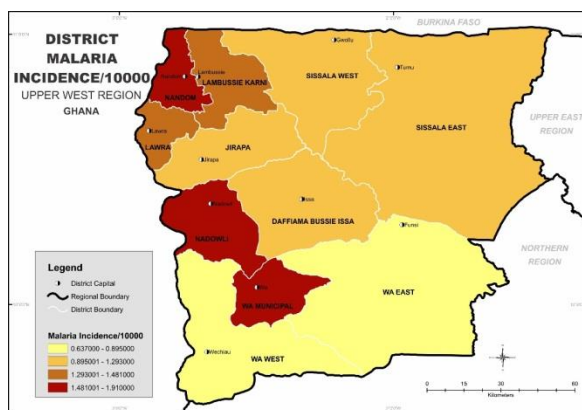 DISTRICT
MALARIA
INCIDENCE/10000
UPPER WEST REGION
GHANA
BURKINA FASO
UPPER EAST
REGION
NORTHERN
REGION
Gwollu
Tumu
Lambussie
NANDOM
LAMBUSSIE KARNI
SISSALA WEST
SISSALA EAST
Lawra
LAWRA
JIRAPA
Jirapa
Issa
DAFFIAMA BUSSIE ISSA
Funsi
NADOWLI
Wa
WA MUNICIPAL
WA EAST
Wechiau
WA WEST
Legend
District Capital
Regional Boundary
District Boundary
Malaria Incidence/10000
0.637000 - 0.895000
0.895001 - 1.293000
1.293001 - 1.481000
1.481001 - 1.910000
0 15 30 60
Kilometers